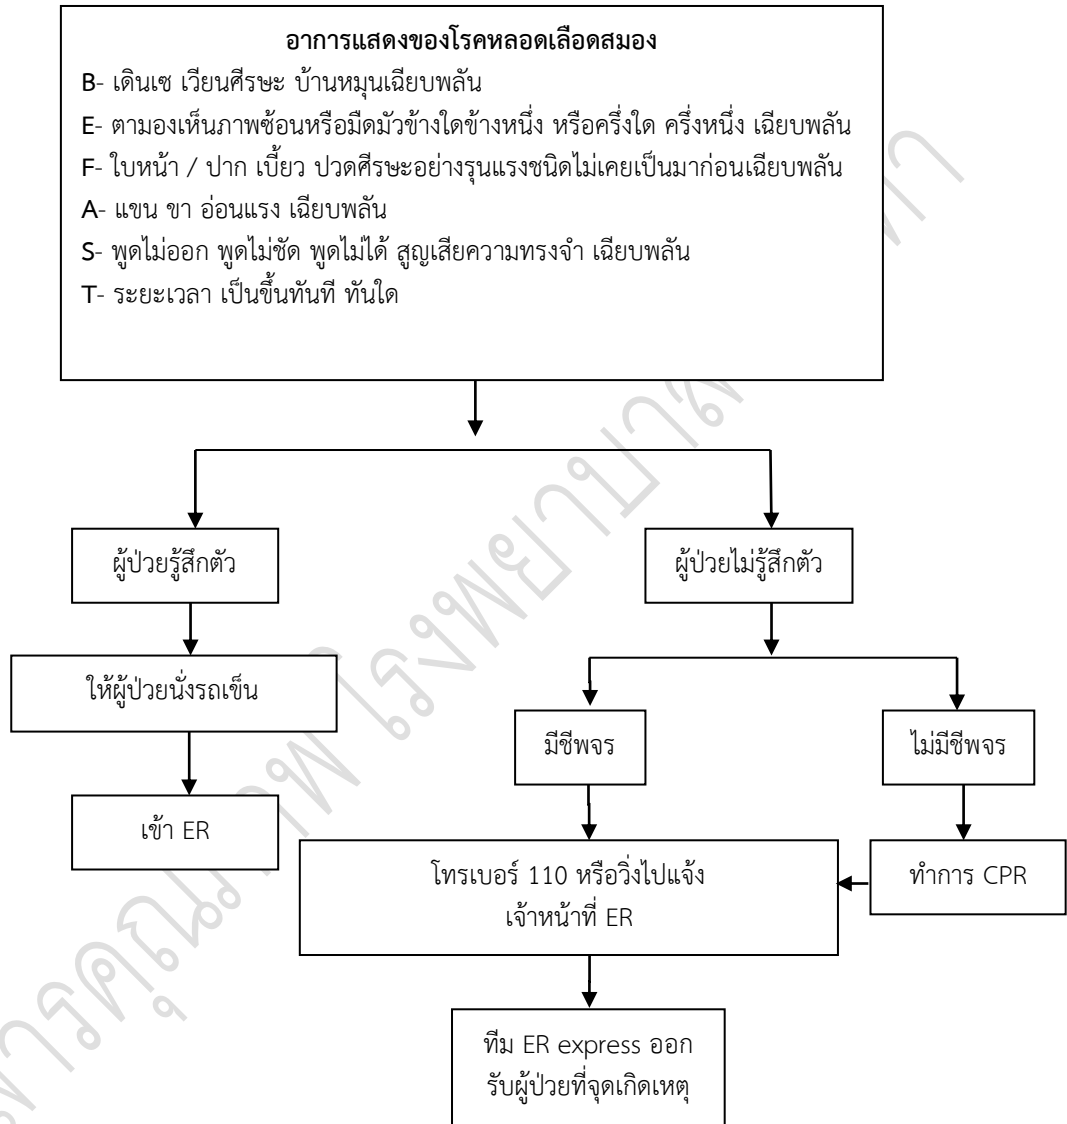 อาการแสดงของโรคหลอดเลือดสมอง
B- เดินเซ เวียนศีรษะ บ้านหมุนเฉียบพลัน
E- ตามองเห็นภาพซ้อนหรือมืดมัวข้างใดข้างหนึ่ง หรือครึ่งใด ครึ่งหนึ่ง เฉียบพลัน
F- ใบหน้า / ปาก เบี้ยว ปวดศีรษะอย่างรุนแรงชนิดไม่เคยเป็นมาก่อนเฉียบพลัน
A- แขน ขา อ่อนแรง เฉียบพลัน
S- พูดไม่ออก พูดไม่ชัด พูดไม่ได้ สูญเสียความทรงจำ เฉียบพลัน
T- ระยะเวลา เป็นขึ้นทันที ทันใด
ผู้ป่วยรู้สึกตัว
ผู้ป่วยไม่รู้สึกตัว
ให้ผู้ป่วยนั่งรถเข็น
มีชีพจร
ไม่มีชีพจร
เข้า ER
โทรเบอร์ 110 หรือวิ่งไปแจ้ง
เจ้าหน้าที่ ER
ทำการ CPR
ทีม ER express ออก
รับผู้ป่วยที่จุดเกิดเหตุ
โรงพยาบาล